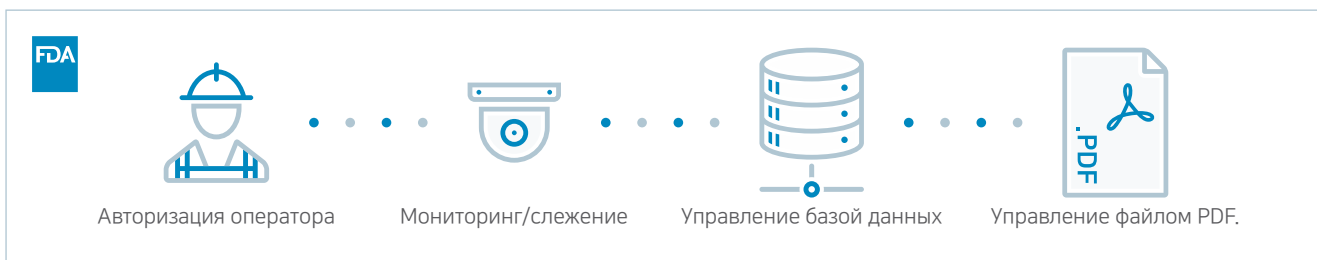 FDA
.PDF
Авторизация оператора
Мониторинг/слежение
Управление базой данных
Управление файлом PDF.